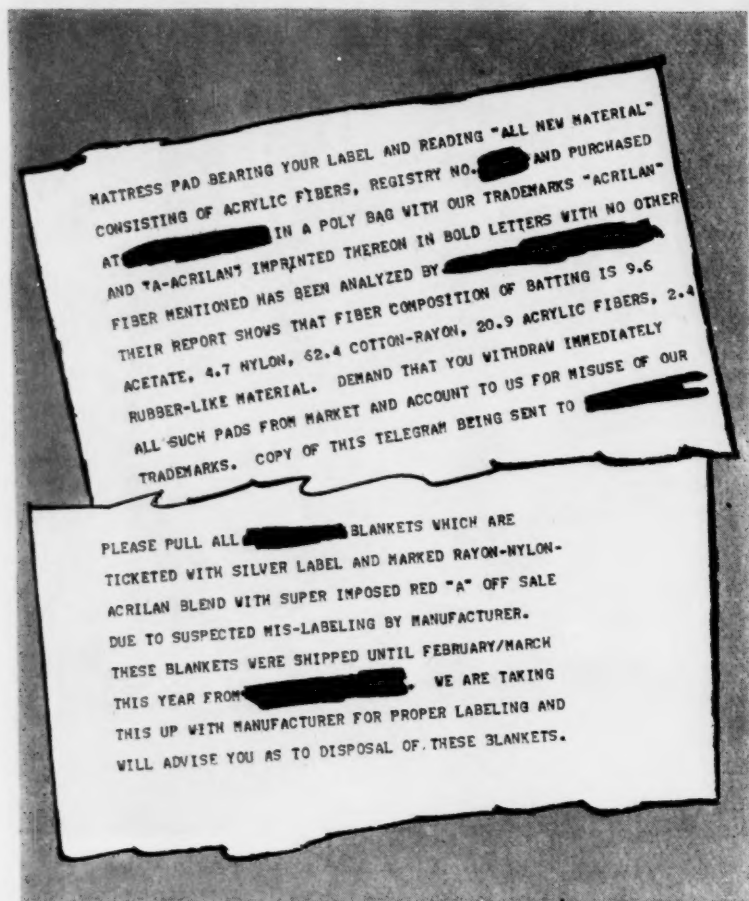 MATTRESS PAD BEARING YOUR LABEL AND READING "ALL NEW MATERIAL"
CONSISTING OF ACRYLIC FIBERS, REGISTRY NO. AND PURCHASED
AT IN A POLY BAG WITH OUR TRADEMARKS "ACRILAN"
AND "A-ACRILAN" IMPRINTED THEREON IN BOLD LETTERS WITH NO OTHER
FIBER MENTIONED HAS BEEN ANALYZED BY
THEIR REPORT SHOWS THAT FIBER COMPOSITION OF BATTING IS 9.6
ACETATE, 4.7 NYLON, 62.4 COTTON-RAYON, 20.9 ACRYLIC FIBERS, 2.4
RUBBER-LIKE MATERIAL. DEMAND THAT YOU WITHDRAW IMMEDIATELY
ALL SUCH PADS FROM MARKET AND ACCOUNT TO US FOR MISUSE OF OUR
TRADEMARKS. COPY OF THIS TELEGRAM BEING SENT TO
PLEASE PULL ALL BLANKETS WHICH ARE
TICKETED WITH SILVER LABEL AND MARKED RAYON-NYLON-
ACRILAN BLEND WITH SUPER IMPOSED RED "A" OFF SALE
DUE TO SUSPECTED MIS-LABELING BY MANUFACTURER.
THESE BLANKETS WERE SHIPPED UNTIL FEBRUARY/MARCH
THIS YEAR FROM . WE ARE TAKING
THIS UP WITH MANUFACTURER FOR PROPER LABELING AND
WILL ADVISE YOU AS TO DISPOSAL OF THESE BLANKETS.